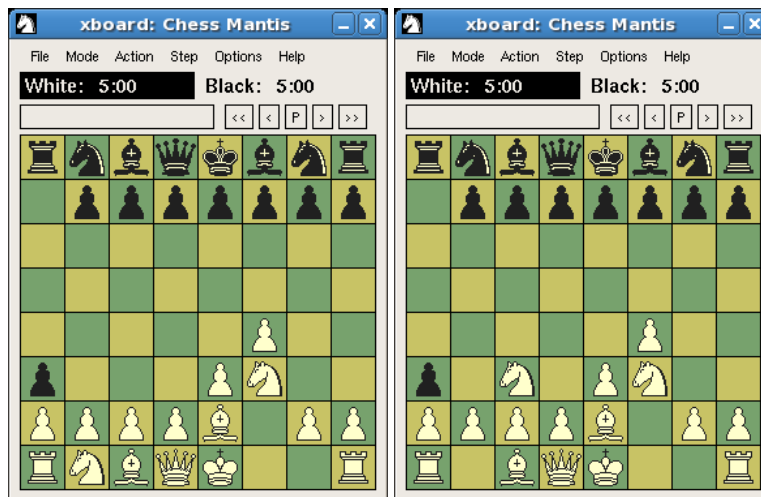 xboard: Chess Mantis
File Mode Action Step Options Help
White: 5:00 Black: 5:00
<< < P > >>
xboard: Chess Mantis
File Mode Action Step Options Help
White: 5:00 Black: 5:00
<< < P > >>